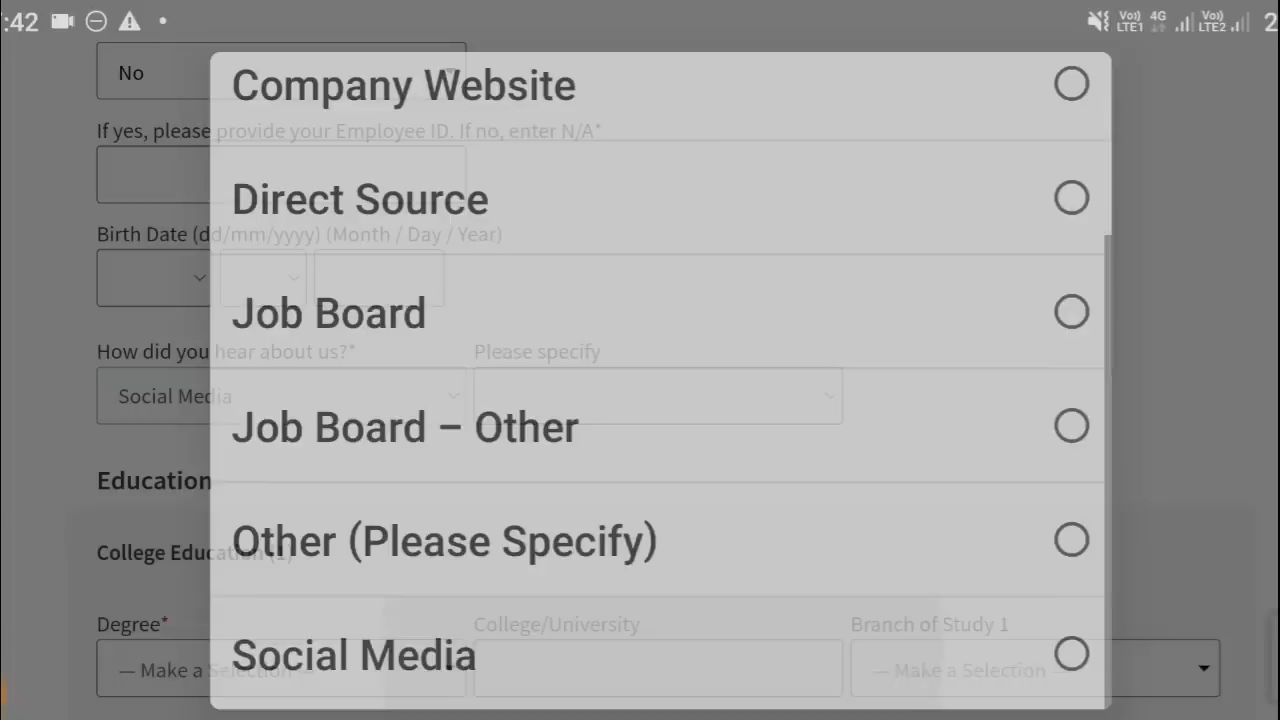 :42
Vo) 4G Vo) 2
LTE1 LTE2
No
Company Website
If yes, please provide your Employee ID. If no, enter N/A*
Direct Source
Birth Date (dd/mm/yyyy) (Month / Day / Year)
Job Board
How did you hear about us?* Please specify
Social Media
Job Board – Other
Education
Other (Please Specify)
College Education (1)
Degree* College/University Branch of Study 1
Social Media
— Make a Selection — — Make a Selection —